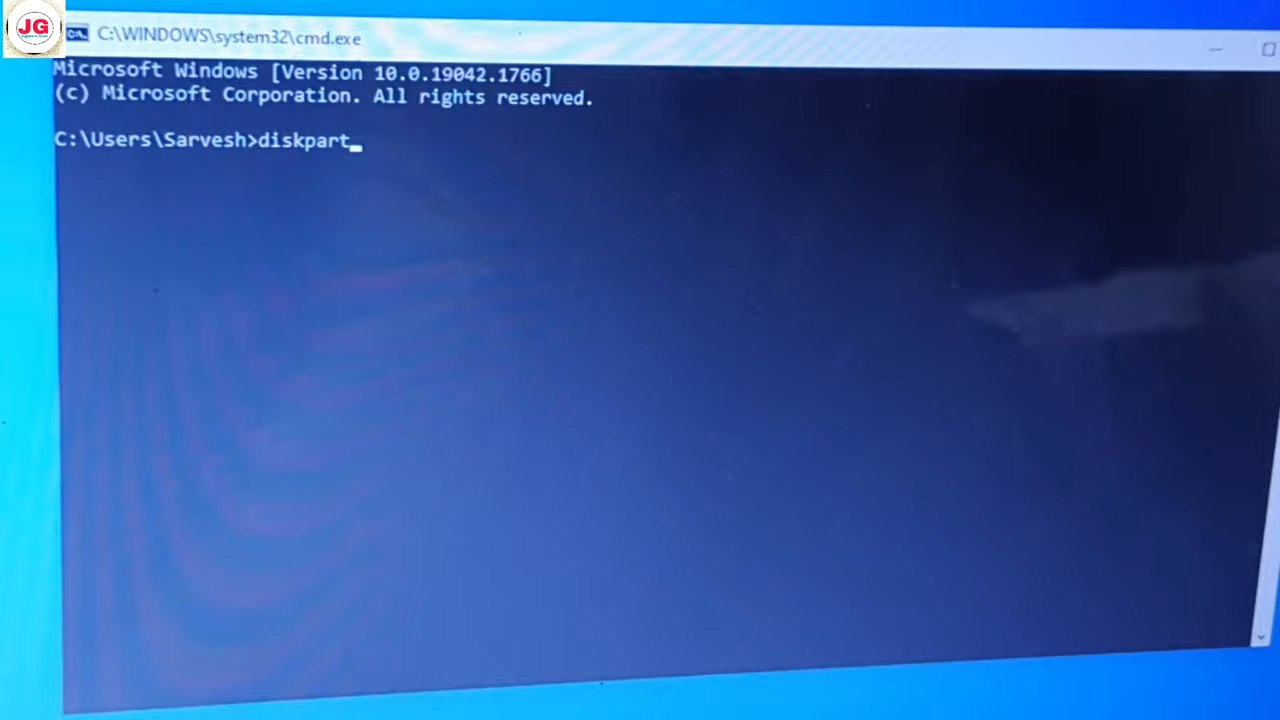 JG
C:\WINDOWS\system32\cmd.exe
Microsoft Windows [Version 10.0.19042.1766]
(c) Microsoft Corporation. All rights reserved.
C:\Users\Sarvesh>diskpart